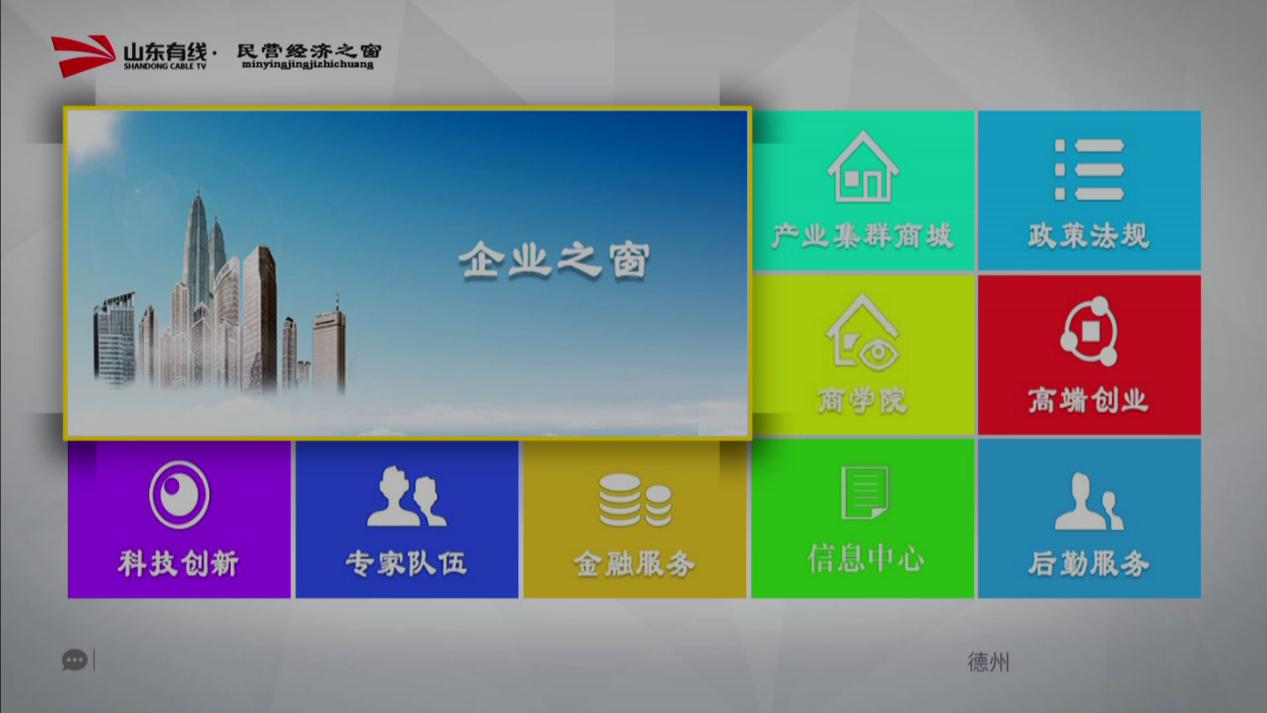 山东有线· 民营经济之窗
SHANDONG CABLE TV minyingjingjizhichuang
企业之窗
产业集群商城
政策法规
商学院
高端创业
科技创新
专家队伍
金融服务
信息中心
后勤服务
德州